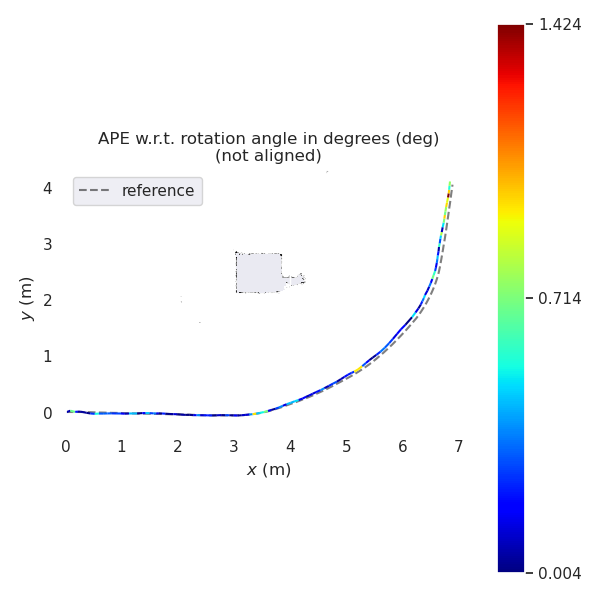 APE w.r.t. rotation angle in degrees (deg)
(not aligned)
reference
4
3
2
1
0
y (m)
0 1 2 3 4 5 6 7
x (m)
1.424
0.714
0.004